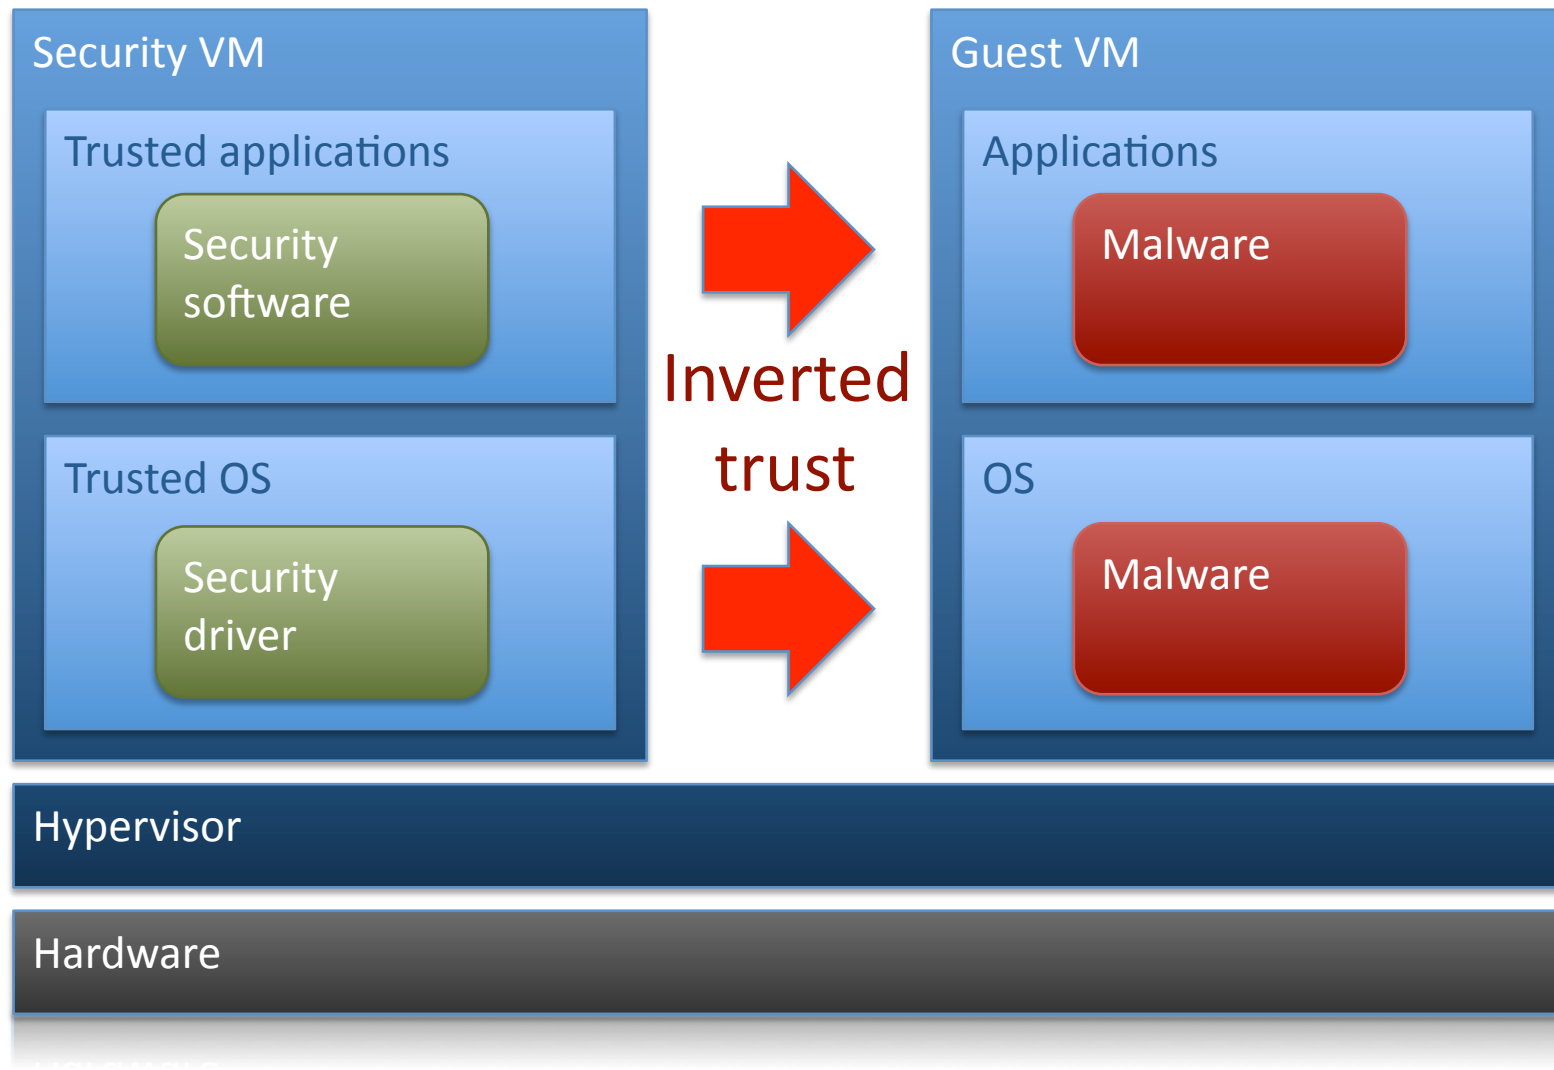 Security VM
Trusted applications
Security
software
Trusted OS
Security
driver
Inverted
trust
Guest VM
Applications
Malware
OS
Malware
Hypervisor
Hardware